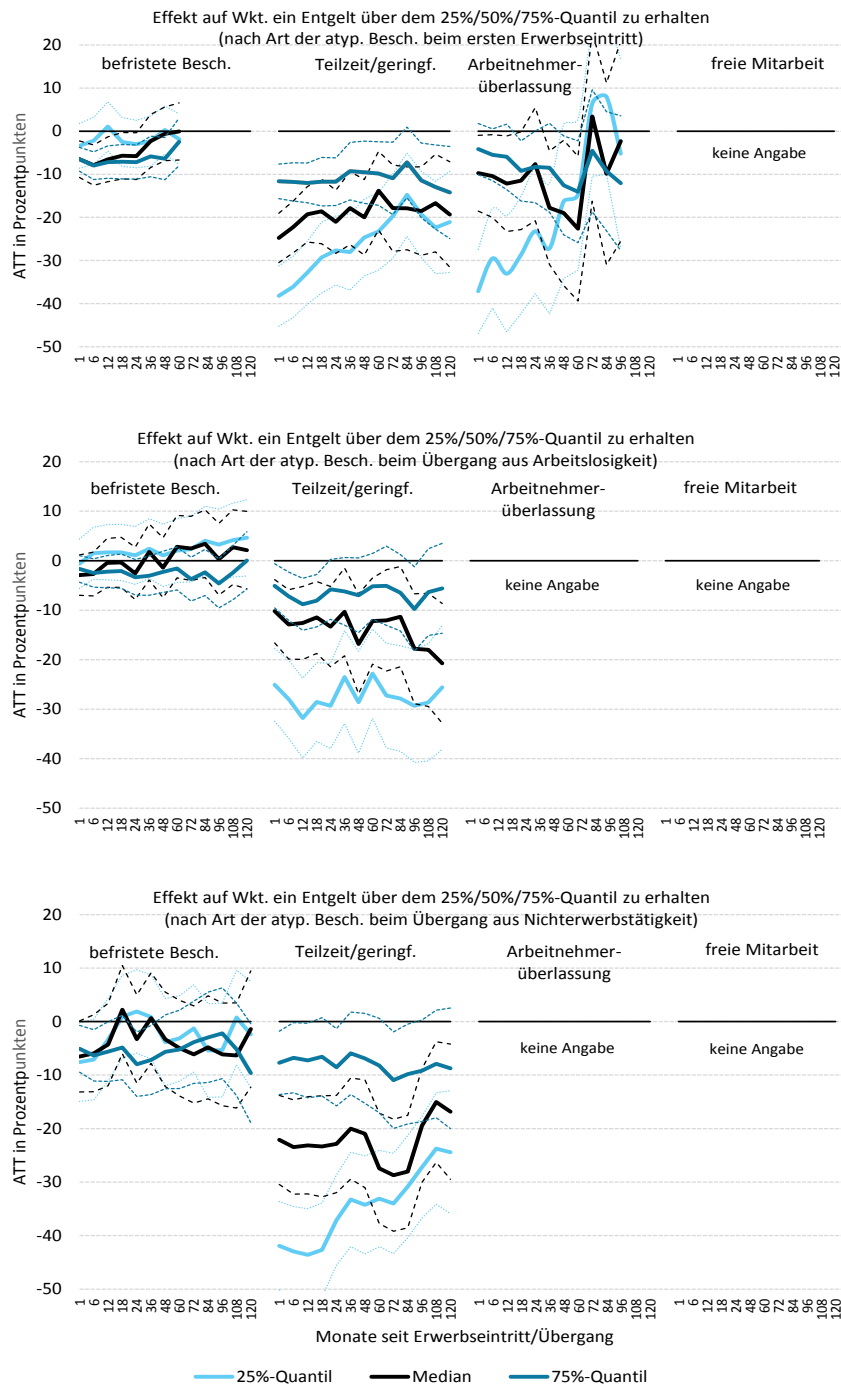 Effekt auf Wkt. ein Entgelt über dem 25%/50%/75%-Quantil zu erhalten
(nach Art der atyp. Besch. beim ersten Erwerbseintritt)
befristete Besch.
Teilzeit/geringf.
Arbeitnehmer-
überlassung
freie Mitarbeit
keine Angabe
ATT in Prozentpunkten
20
10
0
-10
-20
-30
-40
-50
1 6 12 18 24 36 48 60 72 84 96 108 120
1 6 12 18 24 36 48 60 72 84 96 108 120
1 6 12 18 24 36 48 60 72 84 96 108 120
1 6 12 18 24 36 48 60 72 84 96 108 120
Effekt auf Wkt. ein Entgelt über dem 25%/50%/75%-Quantil zu erhalten
(nach Art der atyp. Besch. beim Übergang aus Arbeitslosigkeit)
befristete Besch.
Teilzeit/geringf.
Arbeitnehmer-
überlassung
freie Mitarbeit
keine Angabe
keine Angabe
ATT in Prozentpunkten
20
10
0
-10
-20
-30
-40
-50
1 6 12 18 24 36 48 60 72 84 96 108 120
1 6 12 18 24 36 48 60 72 84 96 108 120
1 6 12 18 24 36 48 60 72 84 96 108 120
1 6 12 18 24 36 48 60 72 84 96 108 120
Effekt auf Wkt. ein Entgelt über dem 25%/50%/75%-Quantil zu erhalten
(nach Art der atyp. Besch. beim Übergang aus Nichterwerbstätigkeit)
befristete Besch.
Teilzeit/geringf.
Arbeitnehmer-
überlassung
freie Mitarbeit
keine Angabe
keine Angabe
ATT in Prozentpunkten
20
10
0
-10
-20
-30
-40
-50
1 6 12 18 24 36 48 60 72 84 96 108 120
1 6 12 18 24 36 48 60 72 84 96 108 120
1 6 12 18 24 36 48 60 72 84 96 108 120
1 6 12 18 24 36 48 60 72 84 96 108 120
Monate seit Erwerbseintritt/Übergang
25%-Quantil
Median
75%-Quantil